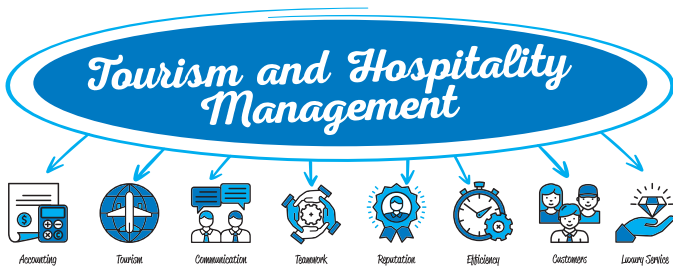 Tourism and Hospitality
Management
$
Accounting
Tourism
Communication
Teamwork
Reputation
Efficiency
Customers
Luxury Service